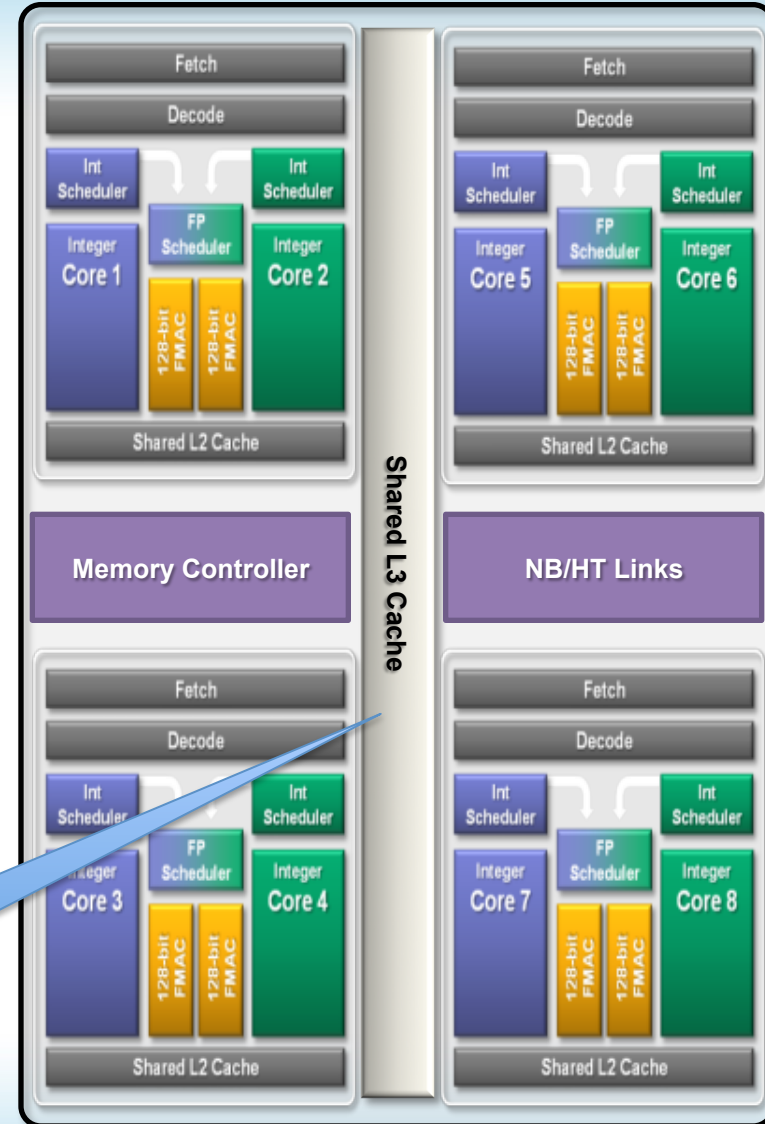 Fetch
Decode
Int
Scheduler
Int
Scheduler
FP
Scheduler
Integer
Core 1
Integer
Core 2
128-bit
FMAC
128-bit
FMAC
Shared L2 Cache
Fetch
Decode
Int
Scheduler
Int
Scheduler
FP
Scheduler
Integer
Core 5
Integer
Core 6
128-bit
FMAC
128-bit
FMAC
Shared L2 Cache
Shared L3 Cache
Memory Controller
NB/HT Links
Fetch
Decode
Int
Scheduler
Int
Scheduler
FP
Scheduler
Integer
Core 3
Integer
Core 4
128-bit
FMAC
128-bit
FMAC
Shared L2 Cache
Fetch
Decode
Int
Scheduler
Int
Scheduler
FP
Scheduler
Integer
Core 7
Integer
Core 8
128-bit
FMAC
128-bit
FMAC
Shared L2 Cache